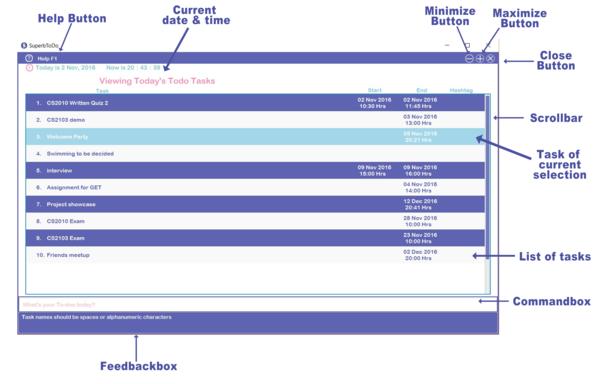 Help Button
Current
date & time
Minimize
Button
Maximize
Button
SuperbToDo
Help F1
Today is 2 Nov, 2016 Now is 20 : 43 : 59
Close
Button
Viewing Today's Todo Tasks
Task Start End Hashtag
1. CS2010 Written Quiz 2 02 Nov 2016 02 Nov 2016
10:30 Hrs 11:45 Hrs
2. CS2103 demo 03 Nov 2016
13:00 Hrs
Scrollbar
3. Welcome Party 09 Nov 2016
20:21 Hrs
4. Swimming to be decided
Task of
current
selection
5. interview 09 Nov 2016 09 Nov 2016
15:00 Hrs 16:00 Hrs
6. Assignment for GET 04 Nov 2016
14:00 Hrs
7. Project showcase 12 Dec 2016
20:41 Hrs
8. CS2010 Exam 28 Nov 2016
10:00 Hrs
9. CS2103 Exam 23 Nov 2016
10:00 Hrs
10. Friends meetup 02 Dec 2016
20:00 Hrs
List of tasks
What's your To-dos today?
Commandbox
Task names should be spaces or alphanumeric characters
Feedbackbox